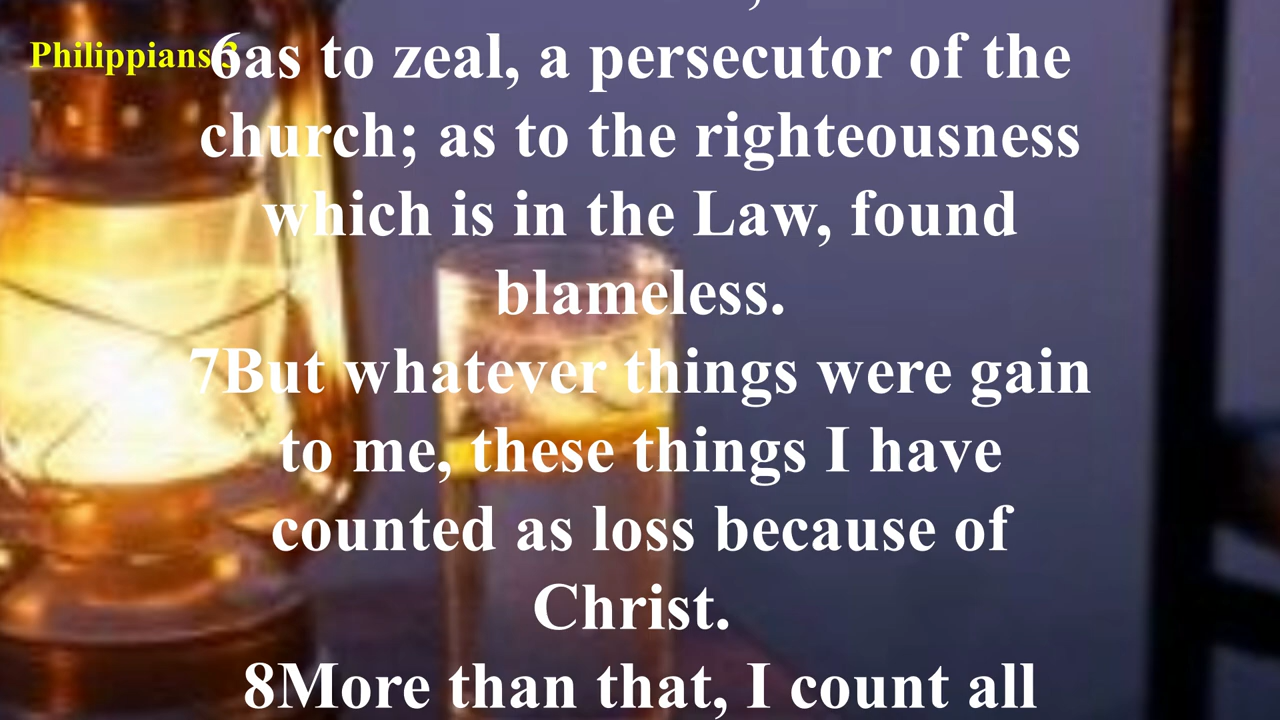 Philippians 3
6as to zeal, a persecutor of the
church; as to the righteousness
which is in the Law, found
blameless.
7But whatever things were gain
to me, these things I have
counted as loss because of
Christ.
8More than that, I count all